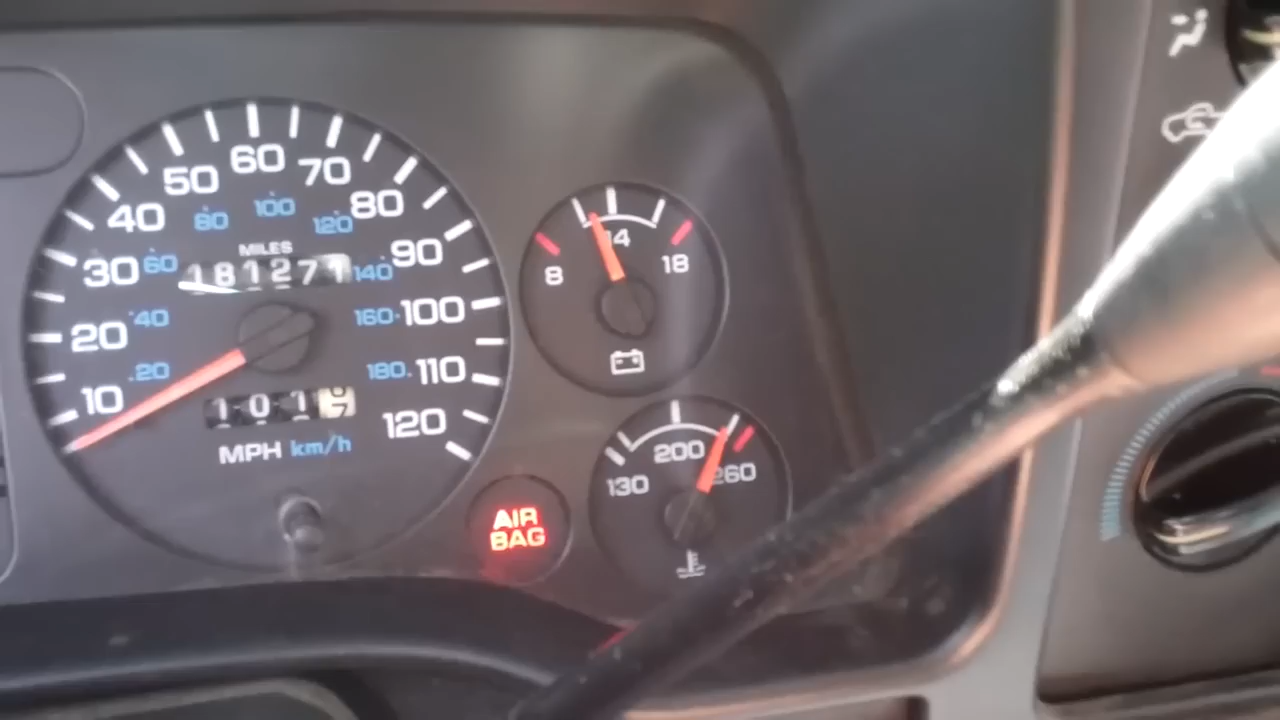 60
50 70
40 80
80 100 120
MILES
30 60 181271 140 90
20 40 160 100
20 180 110
10 101 120
MPH km/h
14
8 18
200
130 260
AIR
BAG